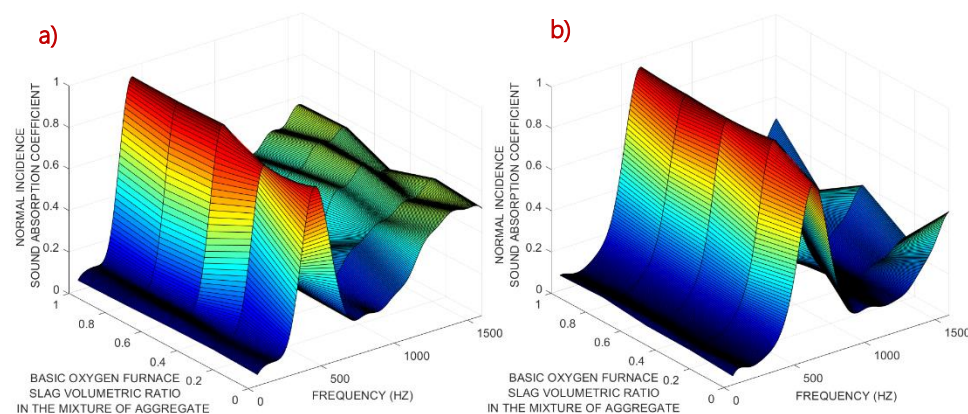 a)
NORMAL INCIDENCE
SOUND ABSORPTION COEFFICIENT
1
0.8
0.6
0.4
0.2
0
1
0.8
0.6
0.4
0.2
0
0
500
1000
1500
BASIC OXYGEN FURNACE
SLAG VOLUMETRIC RATIO
IN THE MIXTURE OF AGGREGATE
FREQUENCY (HZ)
b)
NORMAL INCIDENCE
SOUND ABSORPTION COEFFICIENT
1
0.8
0.6
0.4
0.2
0
1
0.8
0.6
0.4
0.2
0
0
500
1000
1500
BASIC OXYGEN FURNACE
SLAG VOLUMETRIC RATIO
IN THE MIXTURE OF AGGREGATE
FREQUENCY (HZ)